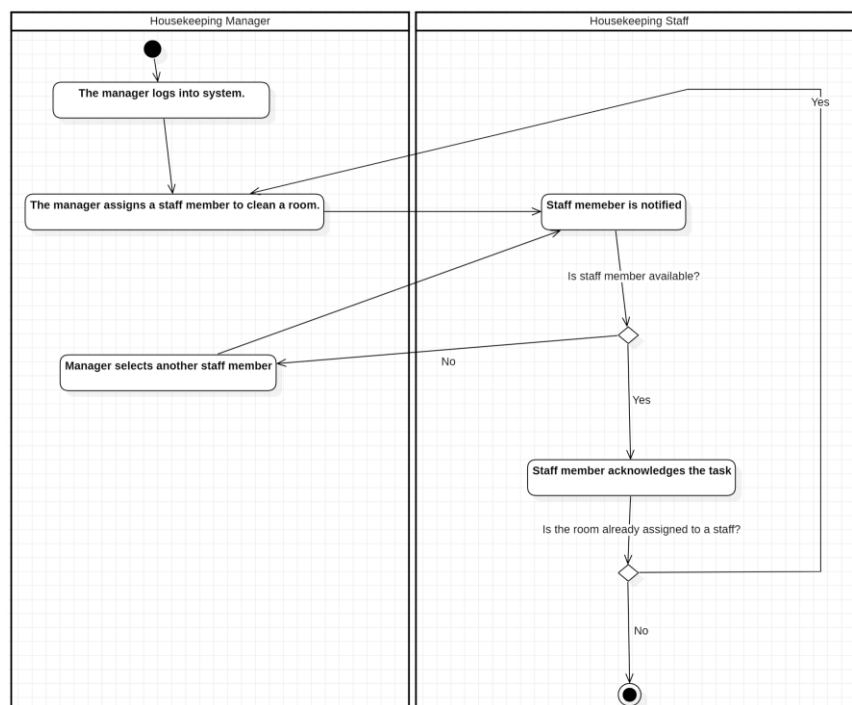 Housekeeping Manager
Housekeeping Staff
The manager logs into system.
Yes
The manager assigns a staff member to clean a room.
Staff memeber is notified
Is staff member available?
Manager selects another staff member
No
Yes
Staff member acknowledges the task
Is the room already assigned to a staff?
No